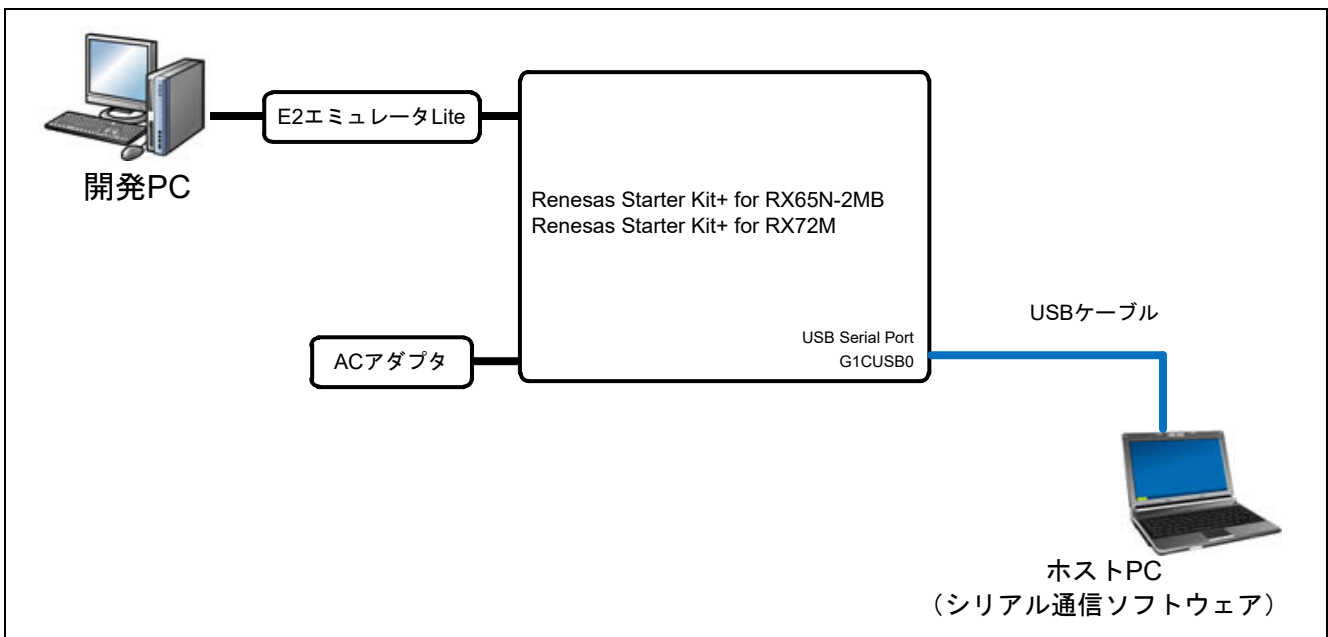 E2エミュレータLite
開発PC
Renesas Starter Kit+ for RX65N-2MB
Renesas Starter Kit+ for RX72M
USBケーブル
USB Serial Port
G1CUSB0
ACアダプタ
ホストPC
（シリアル通信ソフトウェア）